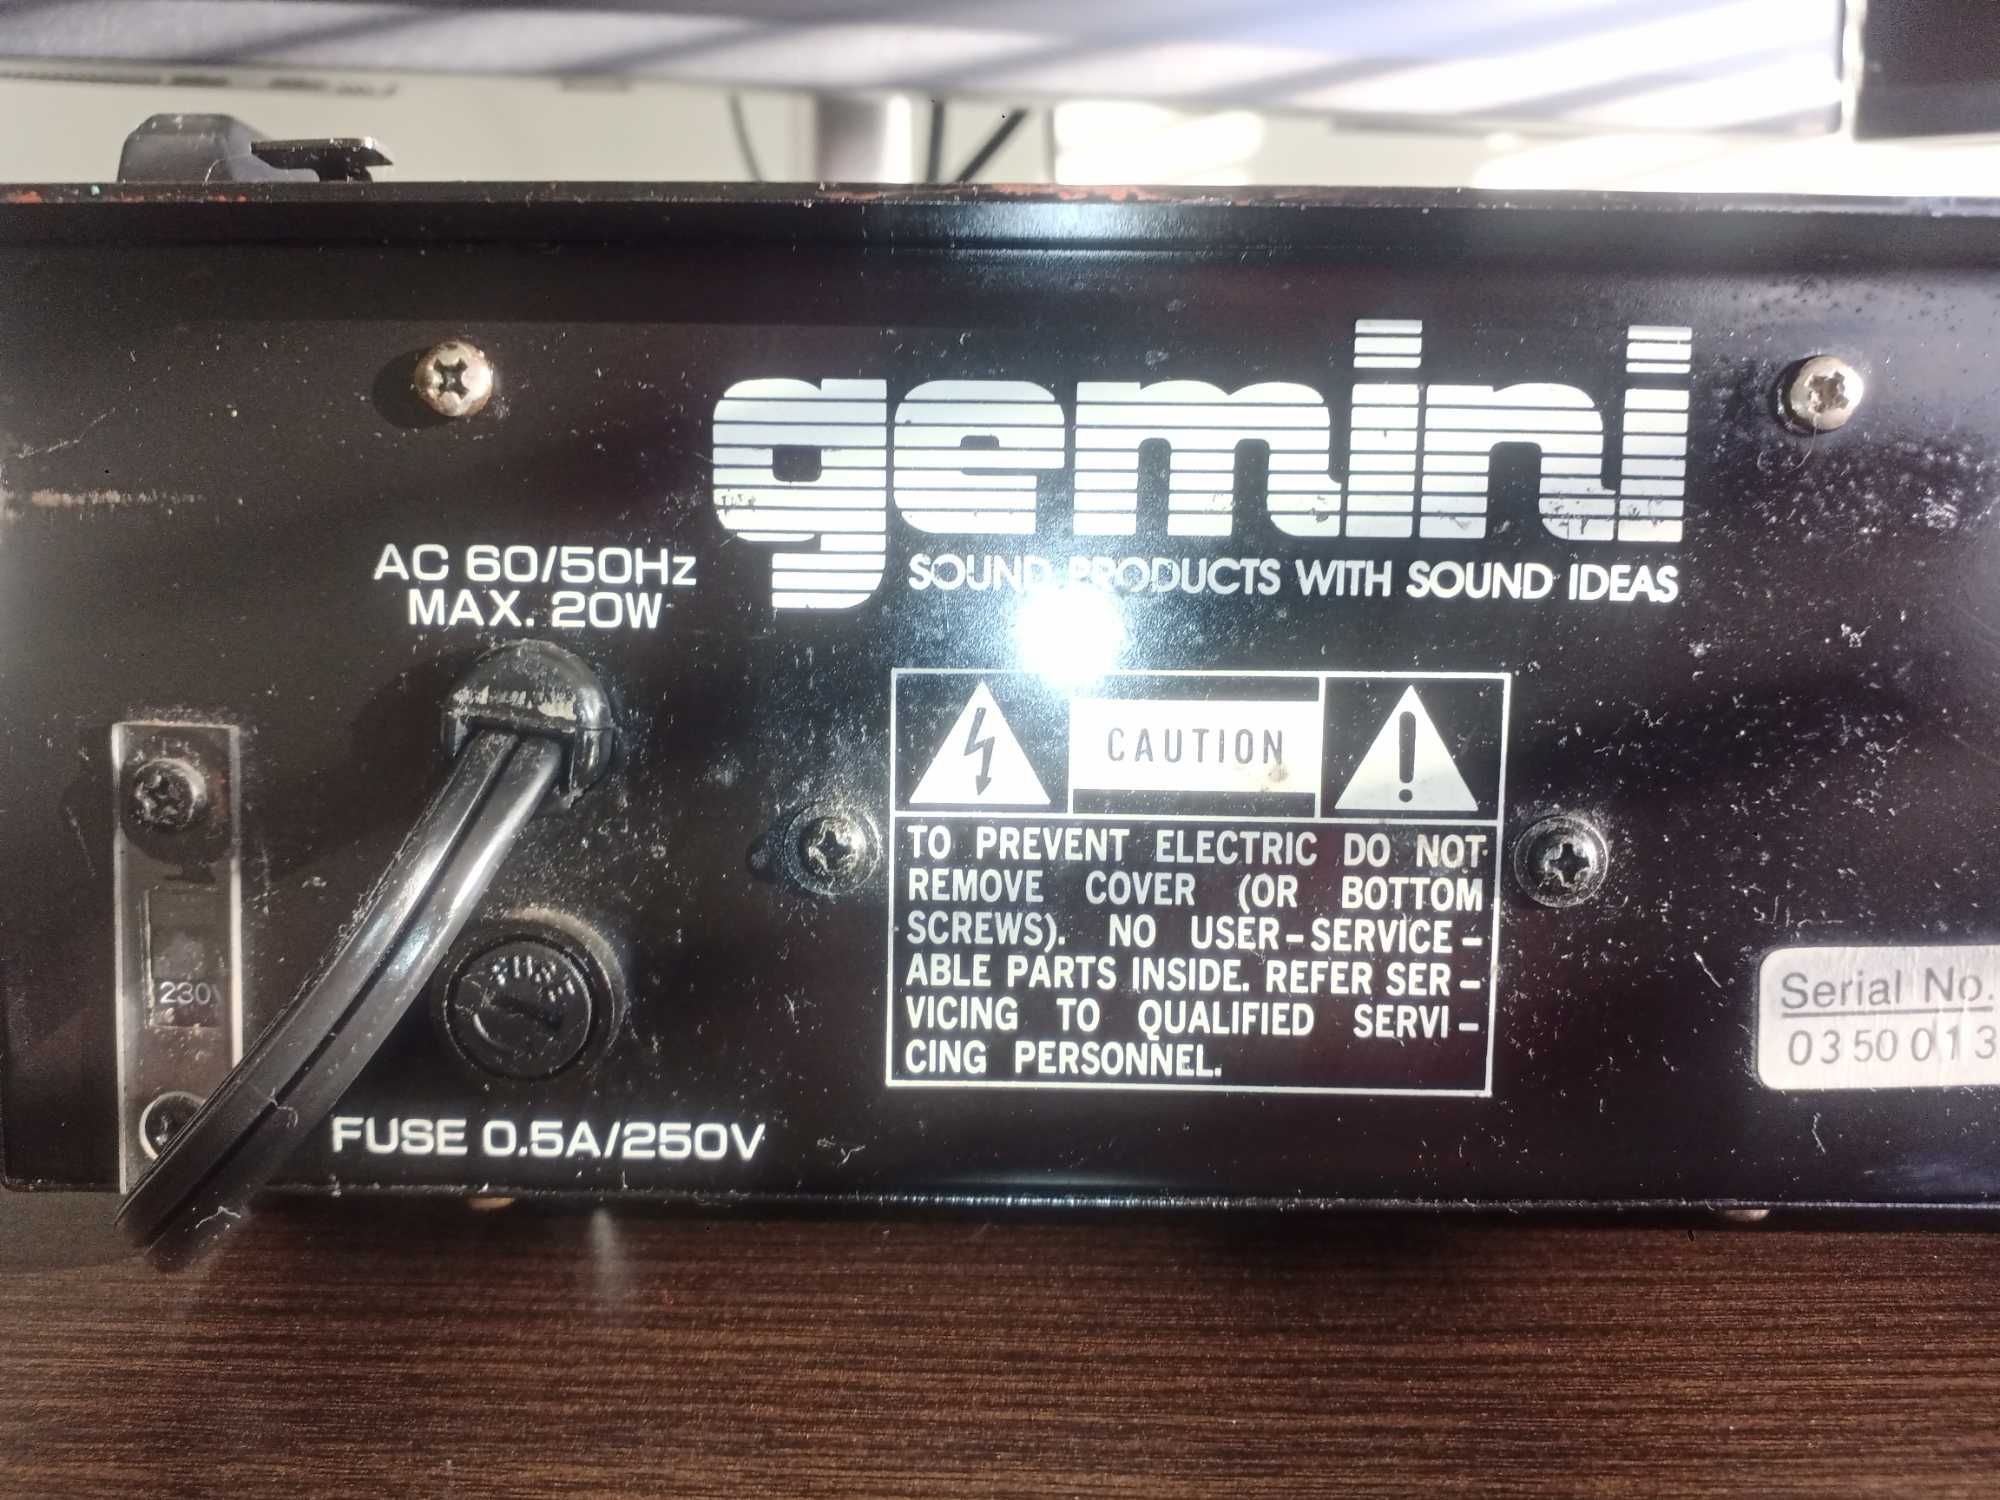 gemini
SOUND PRODUCTS WITH SOUND IDEAS
AC 60/50Hz
MAX. 20W
CAUTION
TO PREVENT ELECTRIC DO NOT
REMOVE COVER (OR BOTTOM
SCREWS). NO USER-SERVICE-
ABLE PARTS INSIDE. REFER SER-
VICING TO QUALIFIED SERVI-
CING PERSONNEL.
230V
FUSE
FUSE 0.5A/250V
Serial No.
0350013